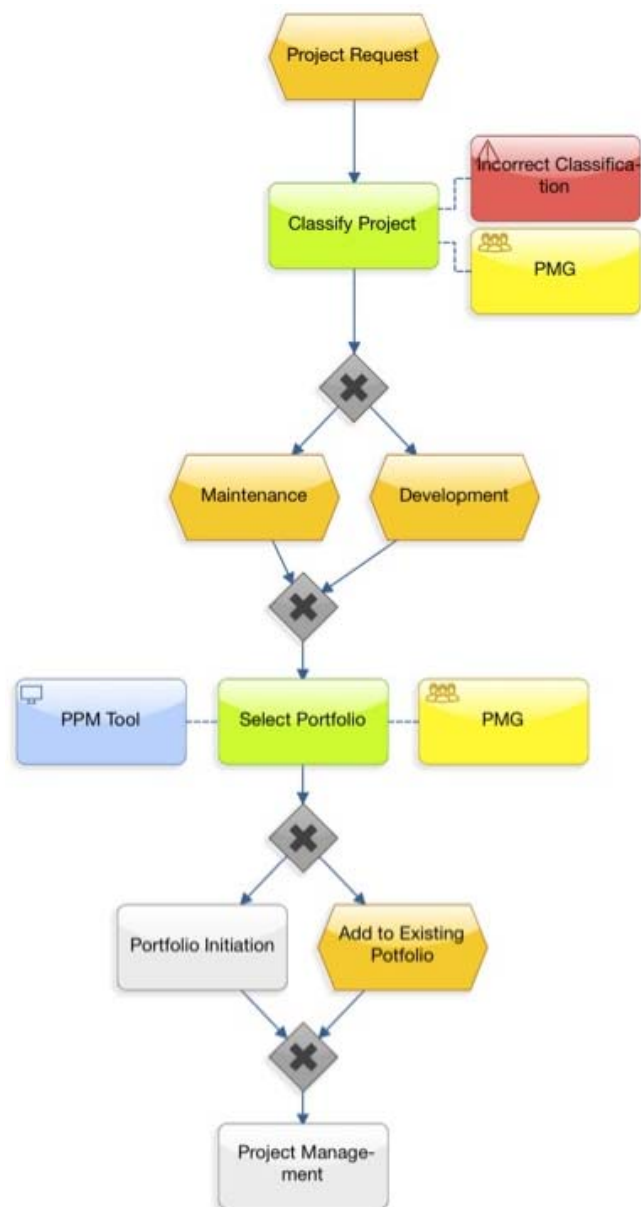 Project Request
Incorrect Classifica-
tion
Classify Project
PMG
Maintenance
Development
PPM Tool
Select Portfolio
PMG
Portfolio Initiation
Add to Existing
Potfolio
Project Manage-
ment